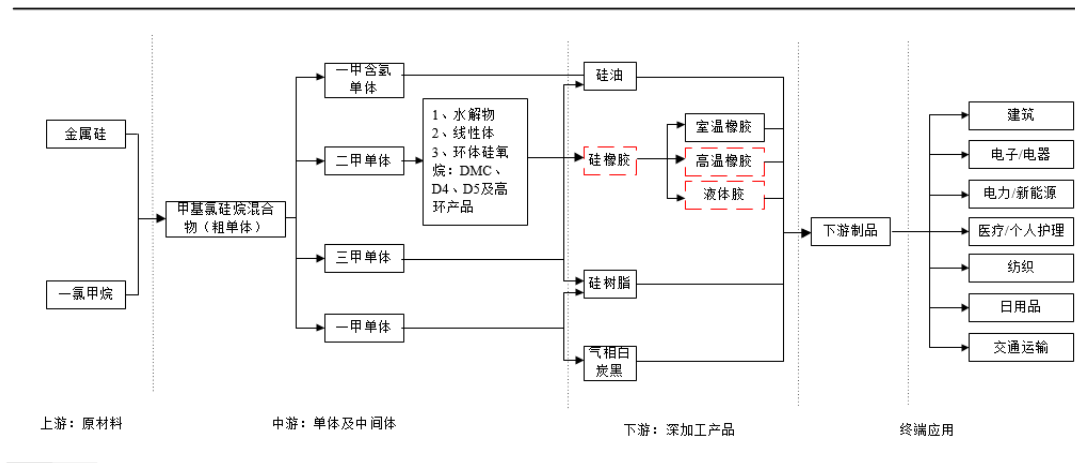 金属硅
一氯甲烷
甲基氯硅烷混合
物（粗单体）
一甲含氢
单体
二甲单体
三甲单体
一甲单体
1、水解物
2、线性体
3、环体硅氧
烷：DMC、
D4、D5及高
环产品
硅油
硅橡胶
硅树脂
气相白
炭黑
室温橡胶
高温橡胶
液体胶
下游制品
建筑
电子/电器
电力/新能源
医疗/个人护理
纺织
日用品
交通运输
上游：原材料
中游：单体及中间体
下游：深加工产品
终端应用